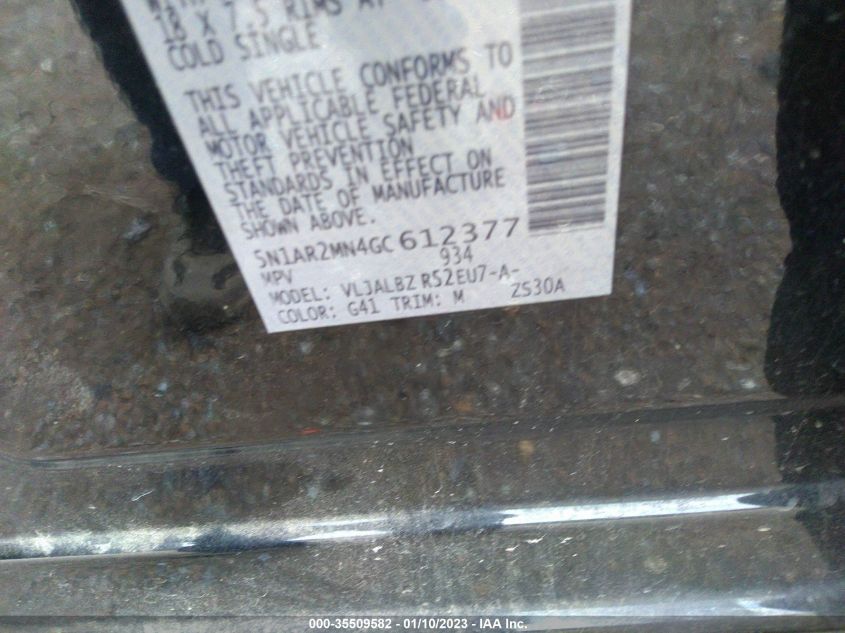 18 X 7.5 RIMS AT
COLD SINGLE
THIS VEHICLE CONFORMS TO
ALL APPLICABLE FEDERAL
MOTOR VEHICLE SAFETY AND
THEFT PREVENTION
STANDARDS IN EFFECT ON
THE DATE OF MANUFACTURE
SHOWN ABOVE.
5N1AR2MN4GC612377
MPV 934
MODEL: VLJALBZ RS2EU7-A-
COLOR: G41 TRIM: M ZS30A
000-35509582 — 01/10/2023 — IAA Inc.